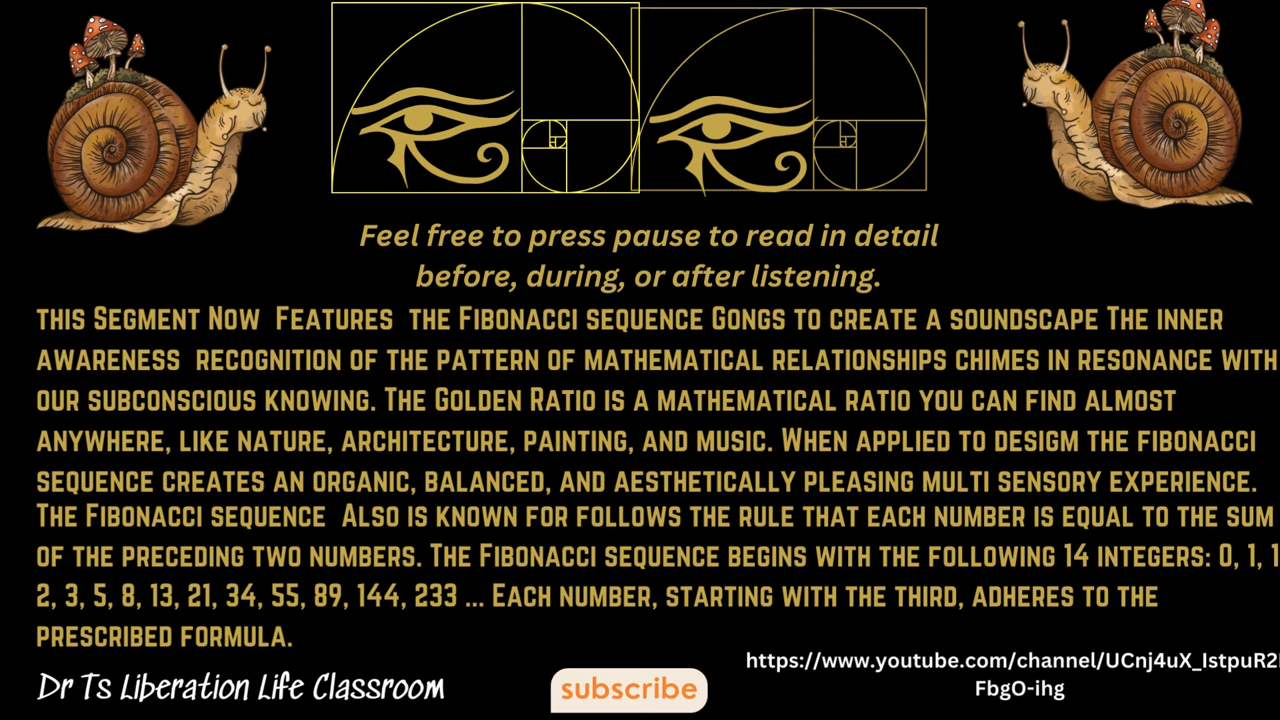 Feel free to press pause to read in detail
before, during, or after listening.
THIS SEGMENT NOW FEATURES THE FIBONACCI SEQUENCE GONGS TO CREATE A SOUNDSCAPE THE INNER
AWARENESS RECOGNITION OF THE PATTERN OF MATHEMATICAL RELATIONSHIPS CHIMES IN RESONANCE WITH
OUR SUBCONSCIOUS KNOWING. THE GOLDEN RATIO IS A MATHEMATICAL RATIO YOU CAN FIND ALMOST
ANYWHERE, LIKE NATURE, ARCHITECTURE, PAINTING, AND MUSIC. WHEN APPLIED TO DESIGM THE FIBONACCI
SEQUENCE CREATES AN ORGANIC, BALANCED, AND AESTHETICALLY PLEASING MULTI SENSORY EXPERIENCE.
THE FIBONACCI SEQUENCE ALSO IS KNOWN FOR FOLLOWS THE RULE THAT EACH NUMBER IS EQUAL TO THE SUM
OF THE PRECEDING TWO NUMBERS. THE FIBONACCI SEQUENCE BEGINS WITH THE FOLLOWING 14 INTEGERS: 0, 1, 1
2, 3, 5, 8, 13, 21, 34, 55, 89, 144, 233 ... EACH NUMBER, STARTING WITH THE THIRD, ADHERES TO THE
PRESCRIBED FORMULA.
Dr Ts Liberation Life Classroom
subscribe
https://www.youtube.com/channel/UCnj4uX_IstpuR2
FbgO-ihg